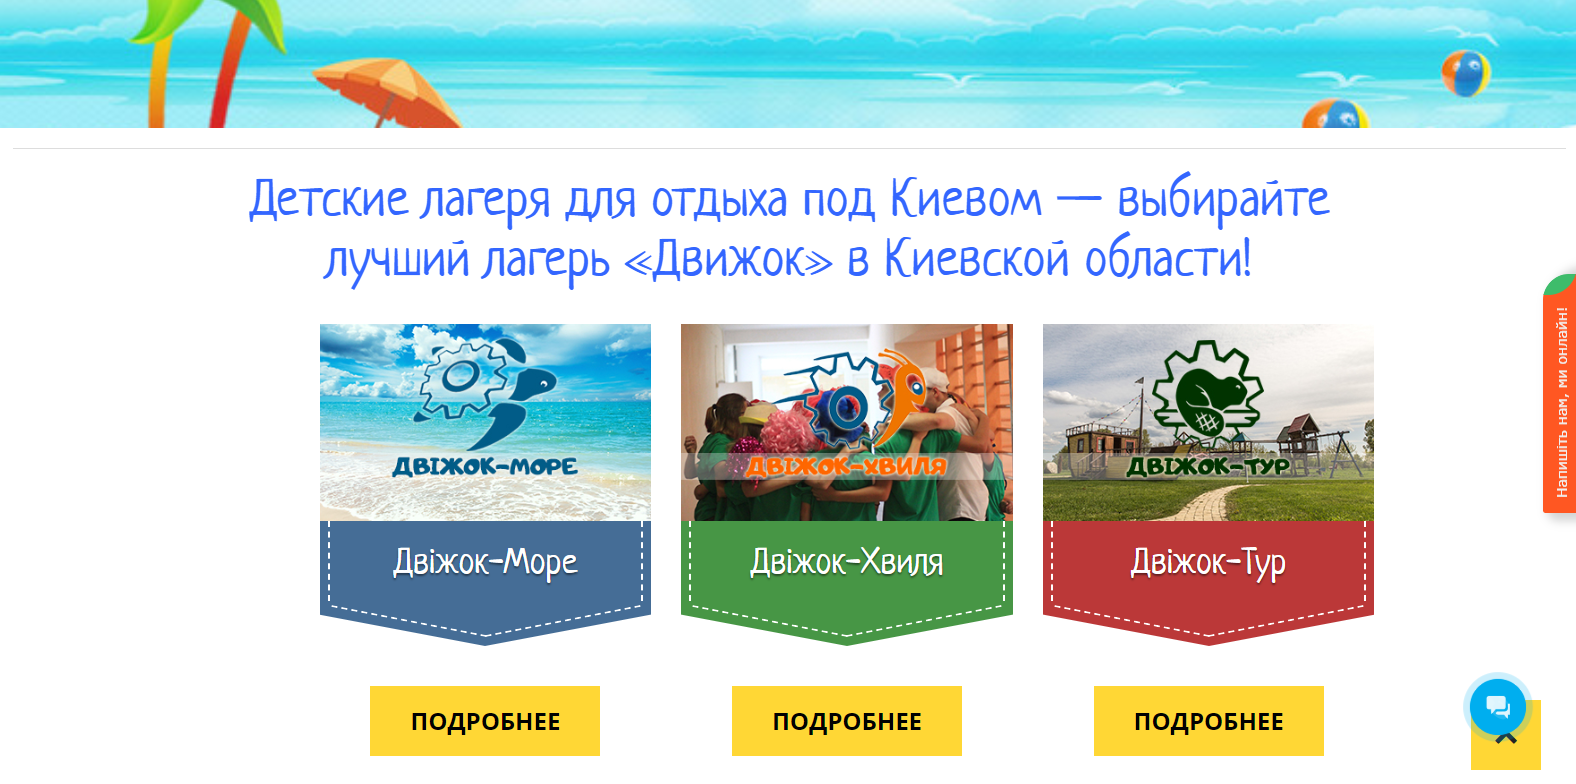 Детские лагеря для отдыха под Киевом — выбирайте
лучший лагерь «Движок» в Киевской области!
ДВІЖОК-МОРЕ
ДВІЖОК-ХВИЛЯ
ДВІЖОК-ТУР
Двіжок-Море
Двіжок-Хвиля
Двіжок-Тур
ПОДРОБНЕЕ
ПОДРОБНЕЕ
ПОДРОБНЕЕ
Напишіть нам, ми онлайн!